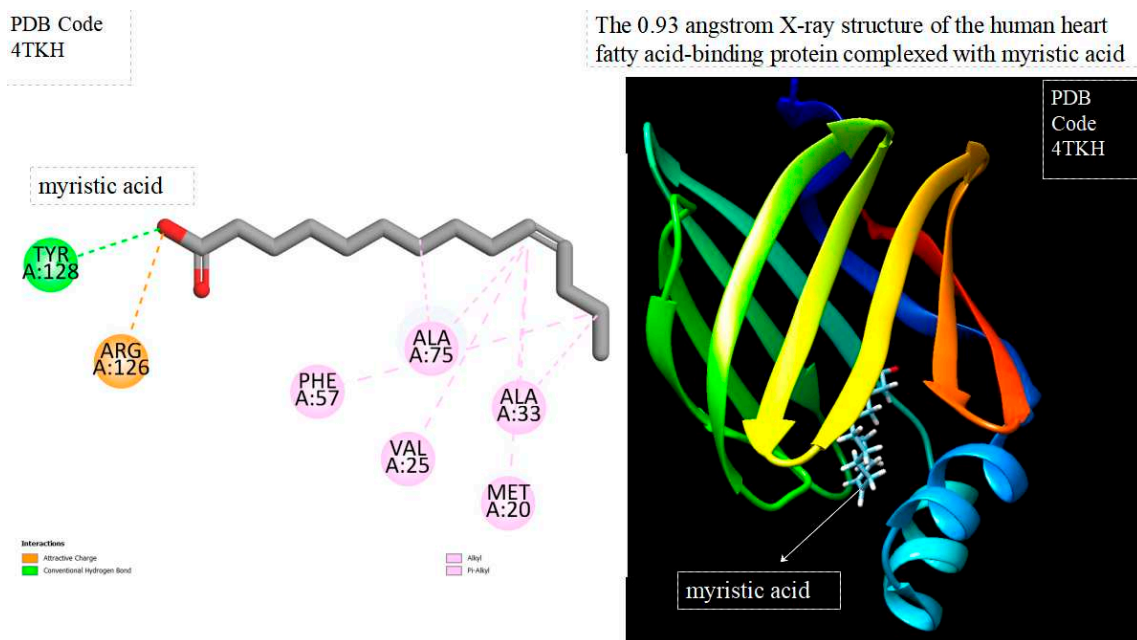 PDB Code
4TKH
The 0.93 angstrom X-ray structure of the human heart
fatty acid-binding protein complexed with myristic acid
myristic acid
TYR
A:128
ARG
A:126
PHE
A:57
ALA
A:75
VAL
A:25
ALA
A:33
MET
A:20
Interactions
Attractive Charge
Conventional Hydrogen Bond
Alkyl
Pi-Alkyl
PDB
Code
4TKH
myristic acid